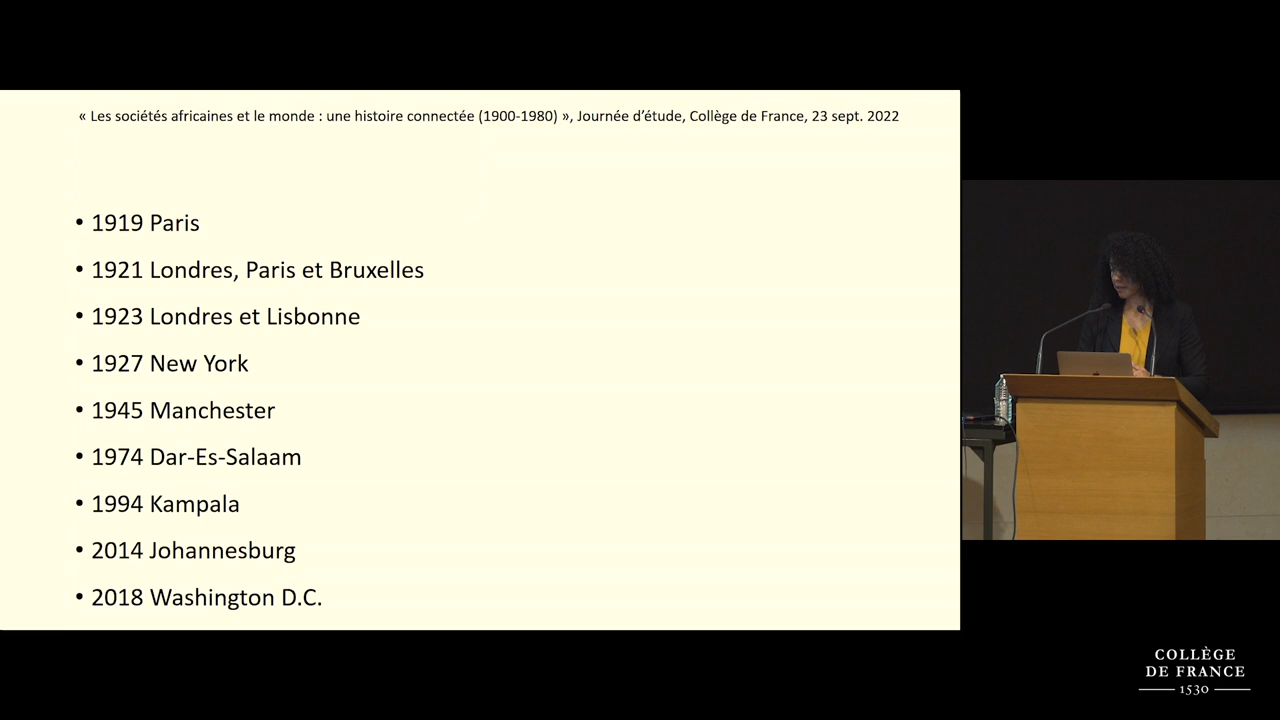 « Les sociétés africaines et le monde : une histoire connectée (1900-1980) », Journée d’étude, Collège de France, 23 sept. 2022
• 1919 Paris
• 1921 Londres, Paris et Bruxelles
• 1923 Londres et Lisbonne
• 1927 New York
• 1945 Manchester
• 1974 Dar-Es-Salaam
• 1994 Kampala
• 2014 Johannesburg
• 2018 Washington D.C.
COLLÈGE
DE FRANCE
1530